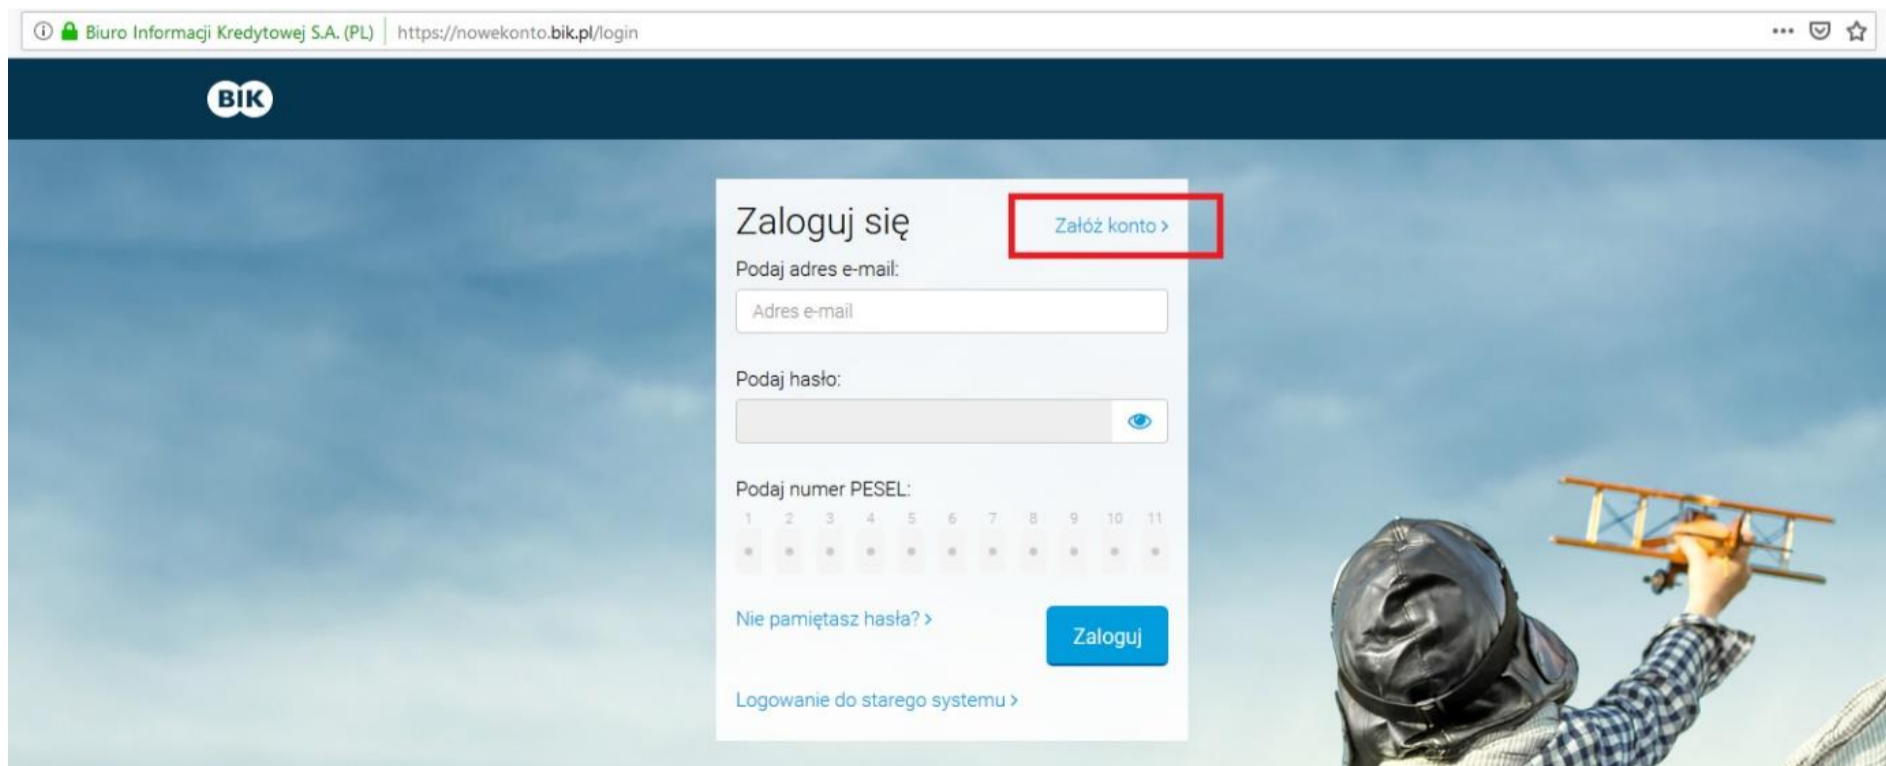 Biuro Informacji Kredytowej S.A. (PL) https://nowekonto.bik.pl/login
BIK
Zaloguj się
Załóż konto >
Podaj adres e-mail:
Adres e-mail
Podaj hasło:
Podaj numer PESEL:
1 2 3 4 5 6 7 8 9 10 11
Nie pamiętasz hasła? >
Zaloguj
Logowanie do starego systemu >